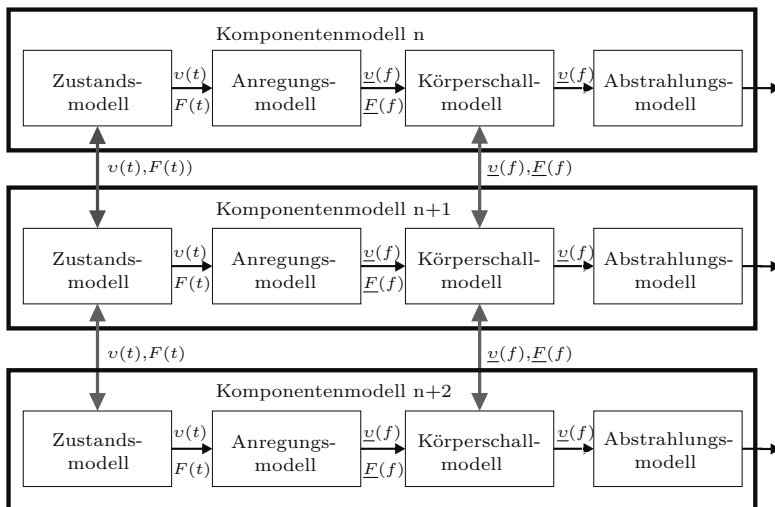 Komponentenmodell n
Zustands-
modell
υ(t)
F(t)
Anregungs-
modell
υ(f)
F(f)
Körperschall-
modell
υ(f)
Abstrahlungs-
modell
υ(t),F(t))
υ(f),F(f)
Komponentenmodell n+1
Zustands-
modell
υ(t)
F(t)
Anregungs-
modell
υ(f)
F(f)
Körperschall-
modell
υ(f)
Abstrahlungs-
modell
υ(t),F(t)
υ(f),F(f)
Komponentenmodell n+2
Zustands-
modell
υ(t)
F(t)
Anregungs-
modell
υ(f)
F(f)
Körperschall-
modell
υ(f)
Abstrahlungs-
modell